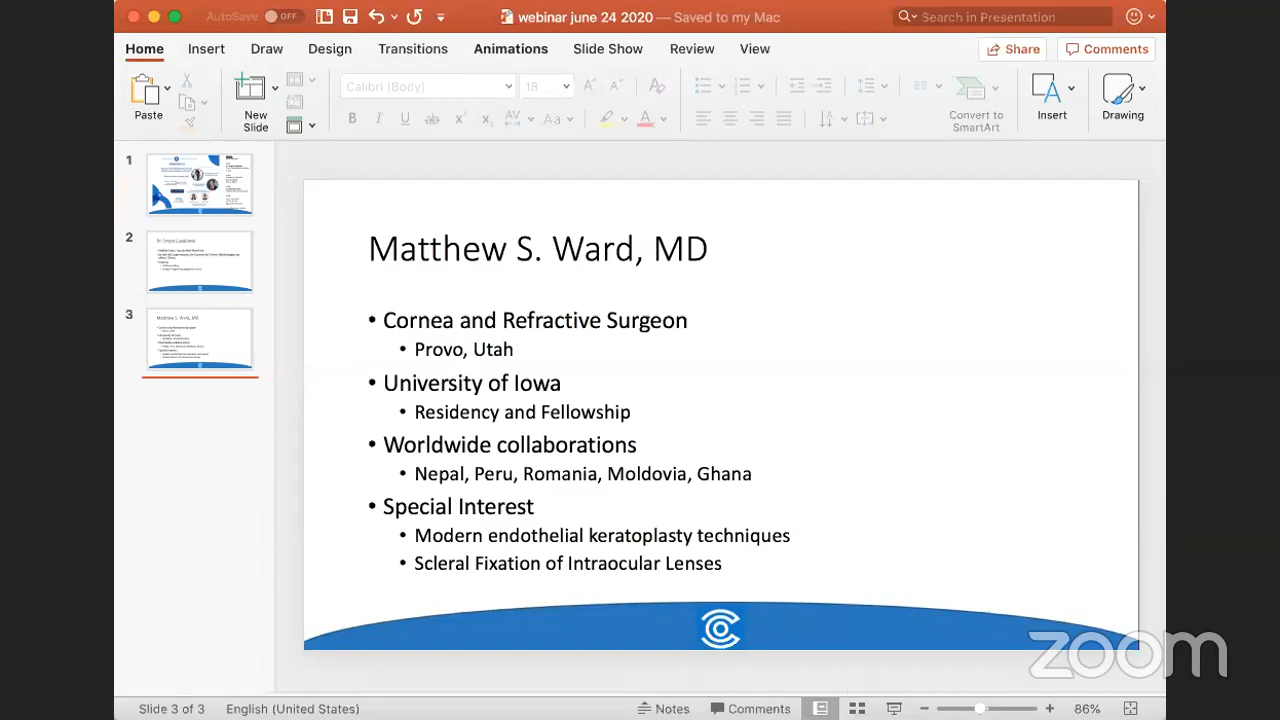 AutoSave OFF
webinar june 24 2020 — Saved to my Mac
Search in Presentation
Home Insert Draw Design Transitions Animations Slide Show Review View
Share Comments
Paste
New
Slide
Calibri (Body) 18
Convert to
SmartArt
Insert
Drawing
1
2
3
Matthew S. Ward, MD
• Cornea and Refractive Surgeon
• Provo, Utah
• University of Iowa
• Residency and Fellowship
• Worldwide collaborations
• Nepal, Peru, Romania, Moldovia, Ghana
• Special Interest
• Modern endothelial keratoplasty techniques
• Scleral Fixation of Intraocular Lenses
zoom
Slide 3 of 3 English (United States) Notes Comments 86%